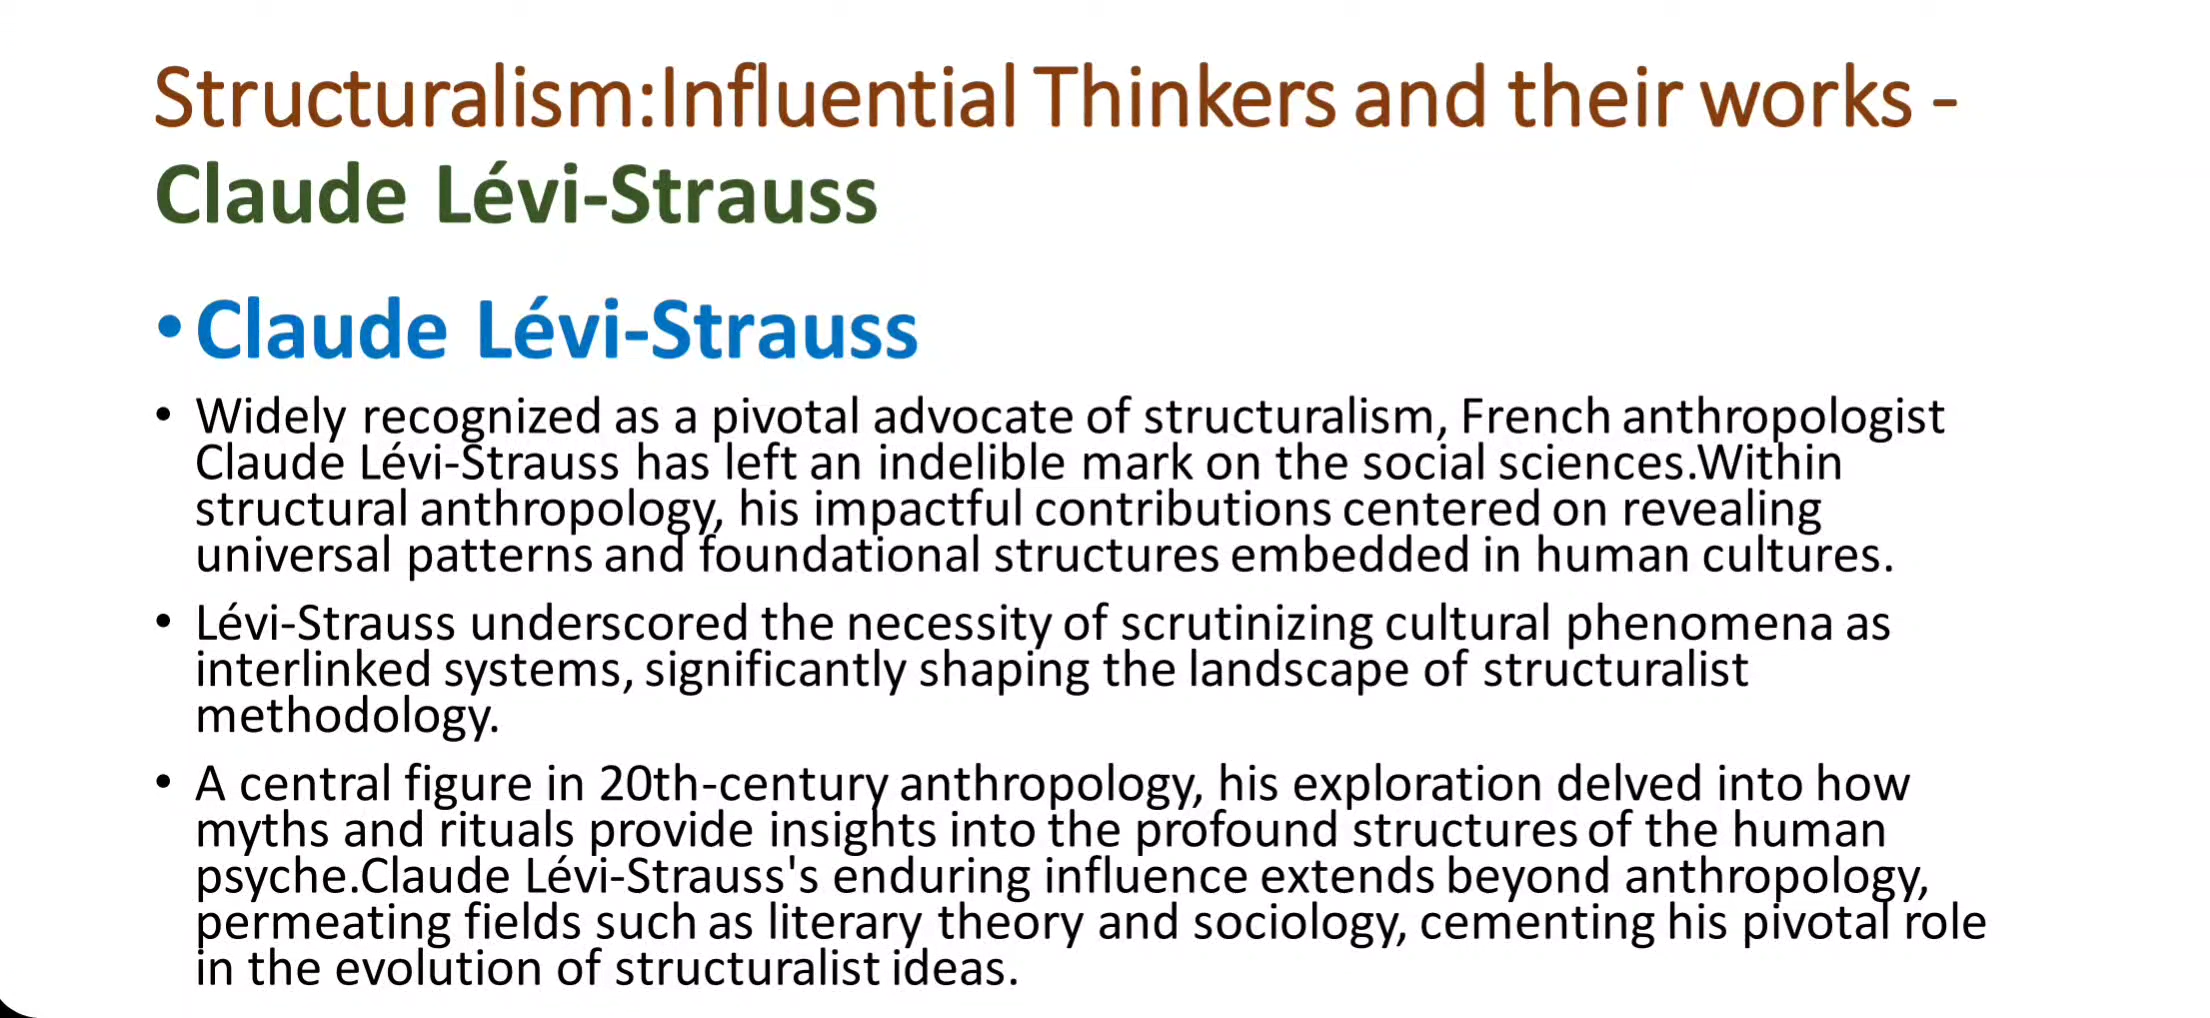 Structuralism:Influential Thinkers and their works -
Claude Lévi-Strauss
•Claude Lévi-Strauss
• Widely recognized as a pivotal advocate of structuralism, French anthropologist
Claude Lévi-Strauss has left an indelible mark on the social sciences.Within
structural anthropology, his impactful contributions centered on revealing
universal patterns and foundational structures embedded in human cultures.
• Lévi-Strauss underscored the necessity of scrutinizing cultural phenomena as
interlinked systems, significantly shaping the landscape of structuralist
methodology.
• A central figure in 20th-century anthropology, his exploration delved into how
myths and rituals provide insights into the profound structures of the human
psyche.Claude Lévi-Strauss's enduring influence extends beyond anthropology,
permeating fields such as literary theory and sociology, cementing his pivotal role
in the evolution of structuralist ideas.